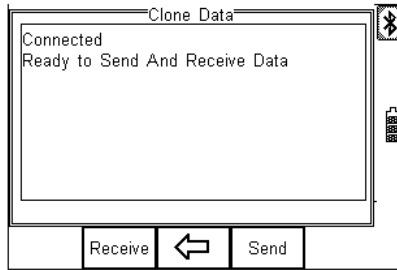 Clone Data
Connected
Ready to Send And Receive Data
Receive
Send